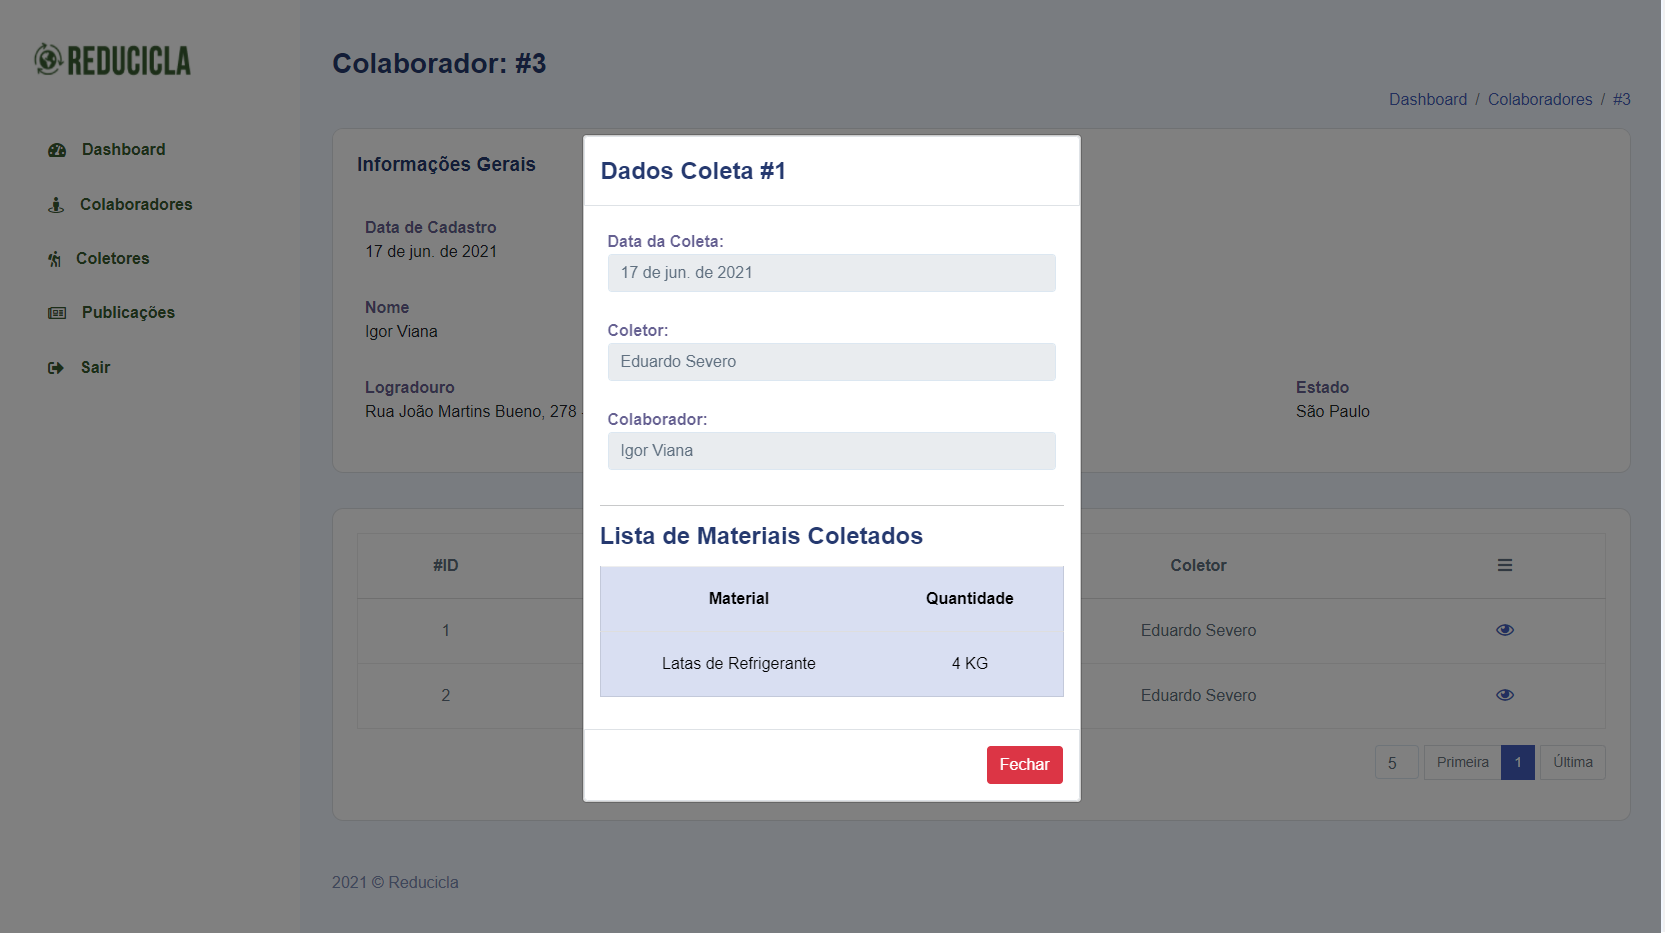 REDUCICLA
Dashboard
Colaboradores
Coletores
Publicações
Sair
Colaborador: #3
Dashboard / Colaboradores / #3
Informações Gerais
Data de Cadastro
17 de jun. de 2021
Nome
Igor Viana
Logradouro
Rua João Martins Bueno, 278 -
Estado
São Paulo
Dados Coleta #1
Data da Coleta:
17 de jun. de 2021
Coletor:
Eduardo Severo
Colaborador:
Igor Viana
Lista de Materiais Coletados
Material Quantidade
Latas de Refrigerante 4 KG
Fechar
#ID Coletor
1 Eduardo Severo
2 Eduardo Severo
5 Primeira 1 Última
2021 © Reducicla